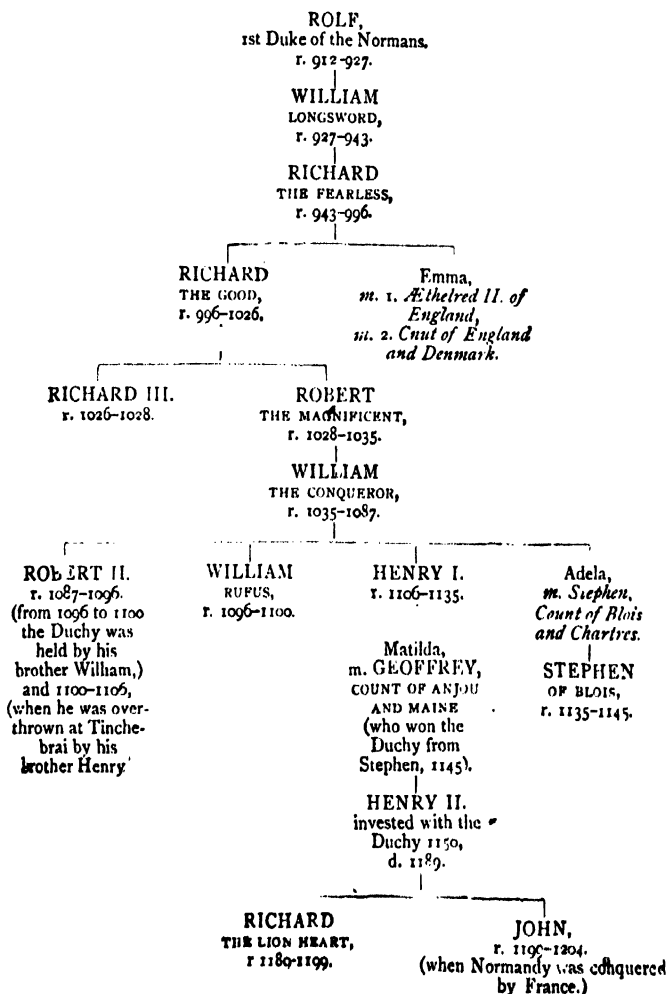 ROLF,
1st Duke of the Normans.
r. 912-927.
WILLIAM
LONGSWORD,
r. 927-943.
RICHARD
THE FEARLESS,
r. 943-996.
RICHARD
THE GOOD,
r. 996-1026.
Emma,
m. 1. Æthelred II. of
England,
m. 2. Cnut of England
and Denmark.
RICHARD III.
r. 1026-1028.
ROBERT
THE MAGNIFICENT,
r. 1028-1035.
WILLIAM
THE CONQUEROR,
r. 1035-1087.
ROBERT II.
r. 1087-1096.
(from 1096 to 1100
the Duchy was
held by his
brother William,)
and 1100-1106,
(when he was over-
thrown at Tinche-
brai by his
brother Henry.
WILLIAM
RUFUS,
r. 1096-1100.
HENRY I.
r. 1106-1135.
Matilda,
m. GEOFFREY,
COUNT OF ANJOU
AND MAINE
(who won the
Duchy from
Stephen, 1145).
Adela,
m. Stephen,
Count of Blois
and Chartres.
STEPHEN
OF BLOIS,
r. 1135-1145.
HENRY II.
invested with the
Duchy 1150,
d. 1189.
RICHARD
THE LION HEART,
r 1189-1199.
JOHN,
r. 1199-1204.
(when Normandy was conquered
by France.)